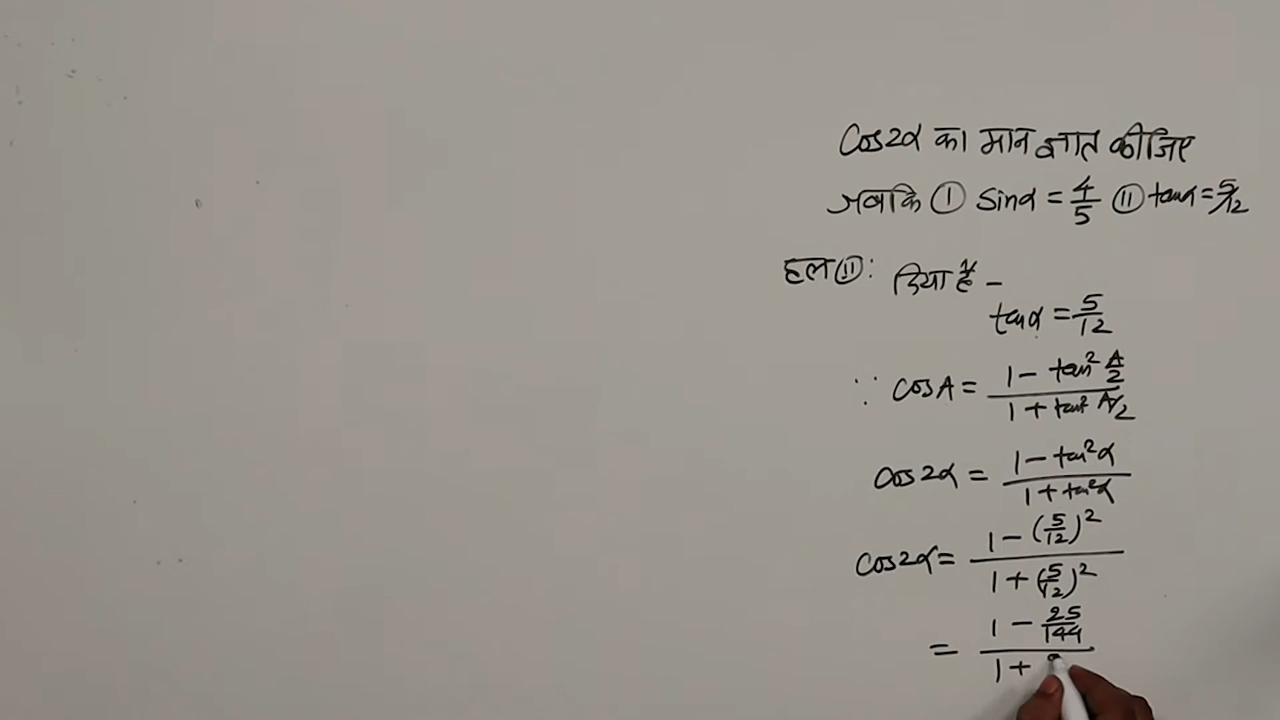 Cos2α का मान ज्ञात कीजिए
जबकि (I) Sinα = 4/5 (II) tanα = 5/12
हल (II) : दिया है -
tanα = 5/12
∵ cosA = (1 - tan² A/2) / (1 + tan² A/2)
Cos2α = (1 - tan²α) / (1 + tan²α)
Cos2α = (1 - (5/12)²) / (1 + (5/12)²)
= (1 - 25/144) / (1 +